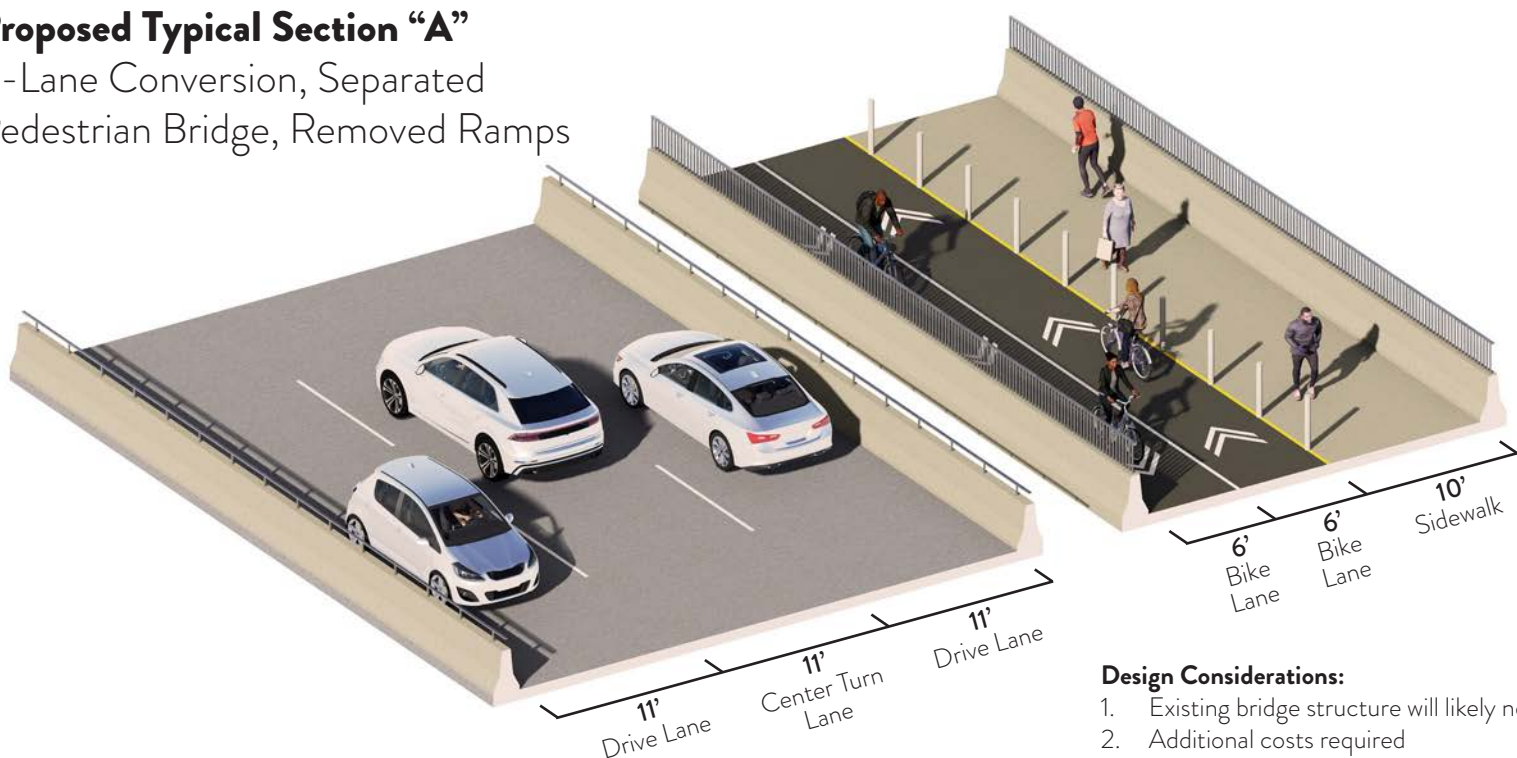 Proposed Typical Section “A”
-Lane Conversion, Separated
Pedestrian Bridge, Removed Ramps
11’
Drive Lane
11’
Center Turn
Lane
11’
Drive Lane
6’
Bike
Lane
6’
Bike
Lane
10’
Sidewalk
Design Considerations:
1. Existing bridge structure will likely
2. Additional costs required